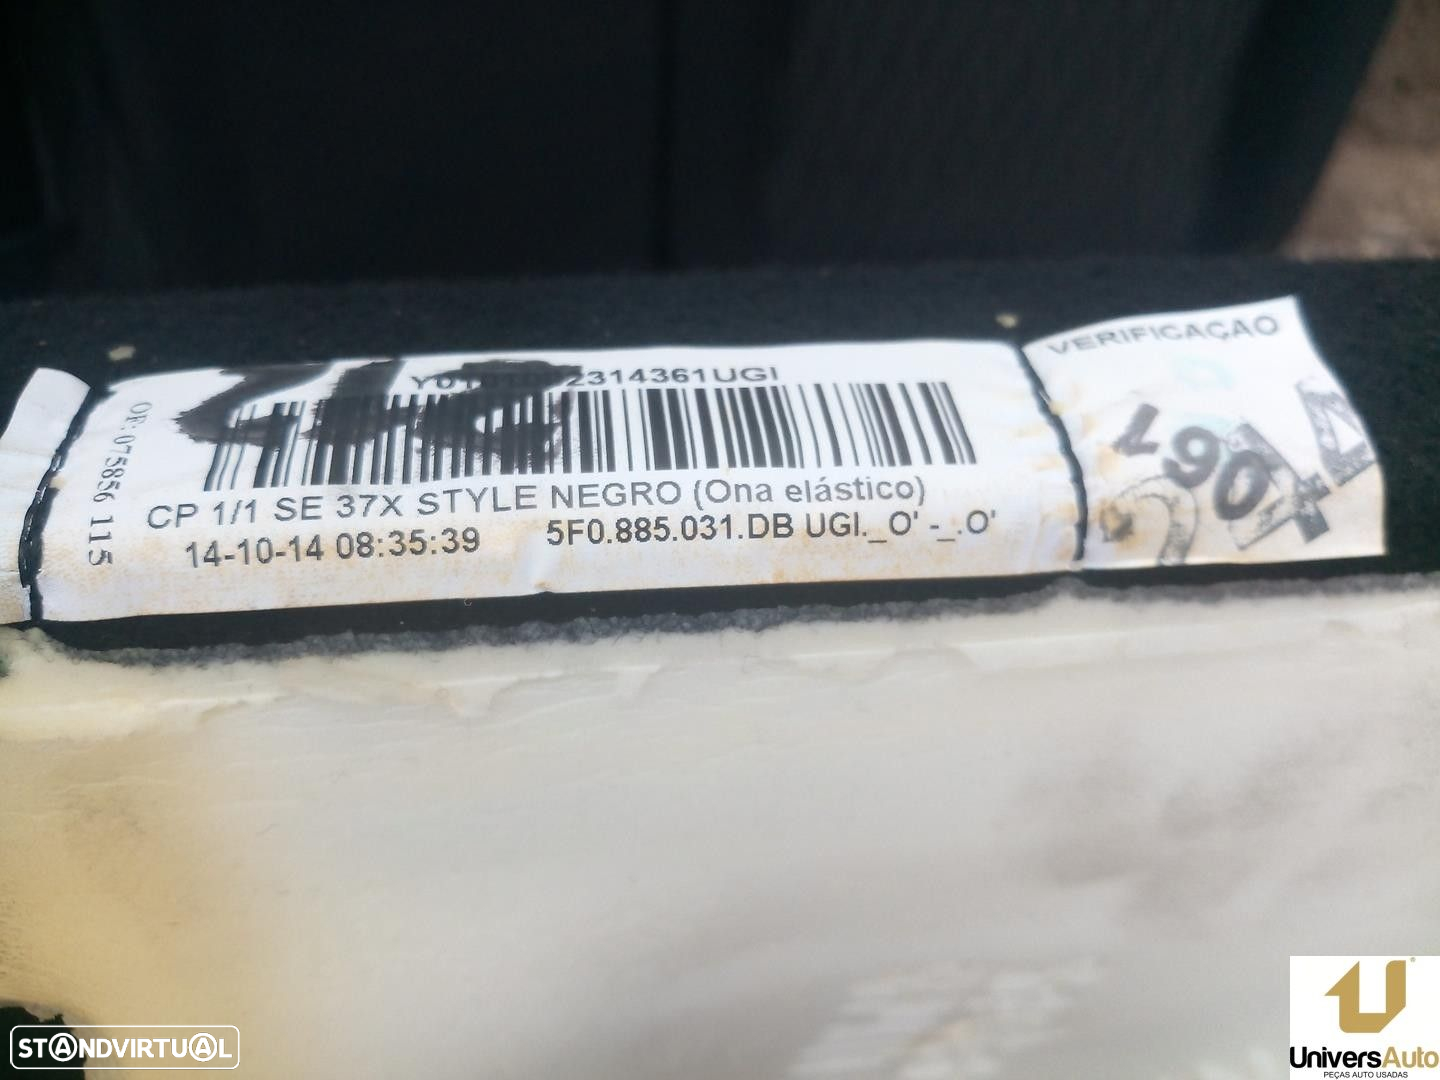 2314361UGI
OF: 075856 115
CP 1/1 SE 37X STYLE NEGRO (Ona elástico)
14-10-14 08:35:39 5F0.885.031.DB UGI._O' -_.O'
VERIFICAÇAO
067
STANDVIRTUAL
UniversAuto
PEÇAS AUTO USADAS